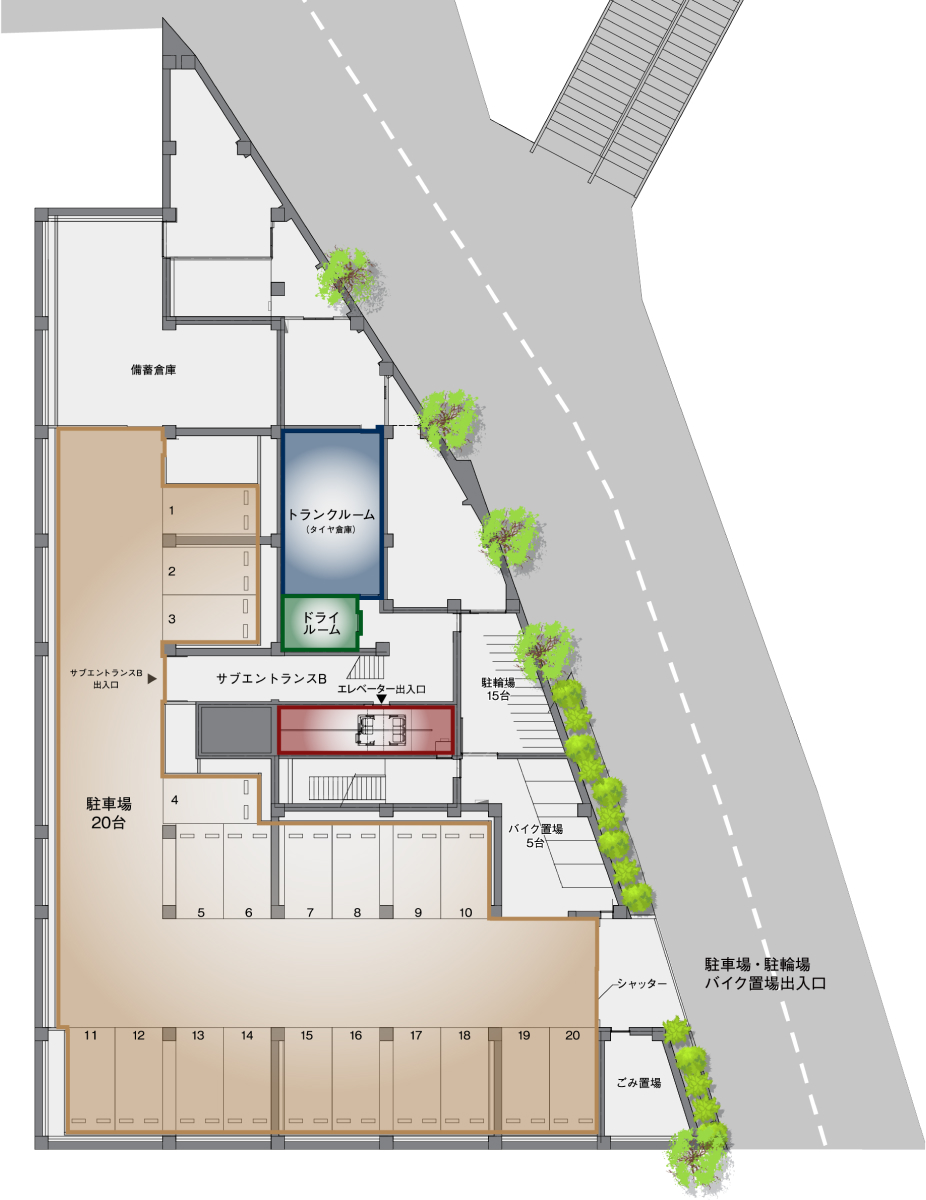 備蓄倉庫
トランクルーム
(タイヤ倉庫)
1
2
3
ドライ
ルーム
サブエントランスB
出入口
サブエントランスB
エレベーター出入口
駐輪場
15台
4
駐車場
20台
バイク置場
5台
5
6
7
8
9
10
駐車場・駐輪場
バイク置場出入口
シャッター
11
12
13
14
15
16
17
18
19
20
ごみ置場